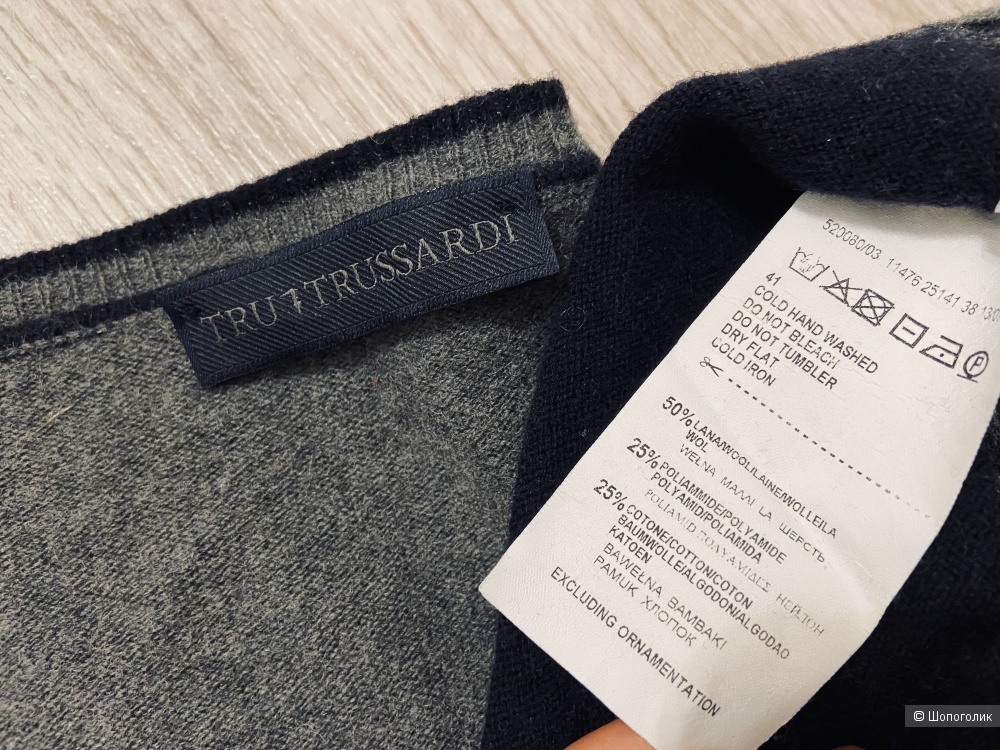 TRU TRUSSARDI
520080/03 11476 25141 38
41
COLD HAND WASHED
DO NOT BLEACH
DO NOT TUMBLER
DRY FLAT
COLD IRON
50% LANA/WOOL/LAINE/WOLLE/LA
WOL
WEŁNA ΜΑΛΛΙ LA ШЕРСТЬ
25% POLIAMMIDE/POLYAMIDE
POLYAMID/POLIAMIDA
POLIAMID ΠΟΛΥΑΜΙΔΕΣ НЕЙЛОН
25% COTONE/COTTON/COTON
BAUMWOLLE/ALGODON/ALGODAO
KATOEN
BAWEŁNA BAMBAKI
PAMUK ХЛОПОК
EXCLUDING ORNAMENTATION
© Шопоголик